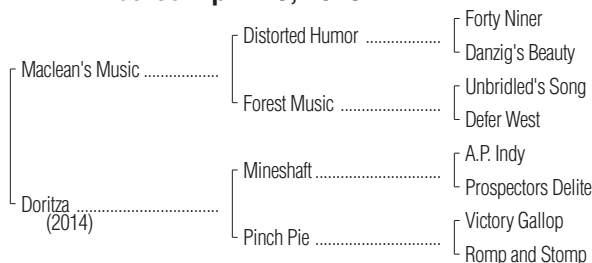 Forty Niner
Distorted Humor ..................
Danzig's Beauty
Maclean's Music ..................
Unbridled's Song
Forest Music ........................
Defer West
A.P. Indy
Mineshaft ..............................
Prospectors Delite
Doritza ..................................
(2014)
Victory Gallop
Pinch Pie ..............................
Romp and Stomp